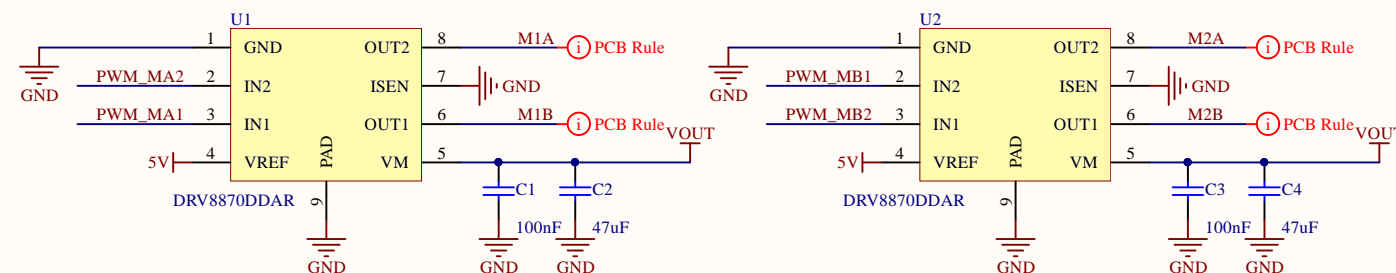 U1
1 GND OUT2 8 M1A i PCB Rule
GND
PWM_MA2 2 IN2 ISEN 7 GND
PWM_MA1 3 IN1 OUT1 6 M1B i PCB Rule
VOUT
5V 4 VREF PAD VM 5
DRV8870DDAR
9
C1
100nF
C2
47uF
GND
GND
GND
U2
1 GND OUT2 8 M2A i PCB Rule
GND
PWM_MB1 2 IN2 ISEN 7 GND
PWM_MB2 3 IN1 OUT1 6 M2B i PCB Rule
VOUT
5V 4 VREF PAD VM 5
DRV8870DDAR
9
C3
100nF
C4
47uF
GND
GND
GND